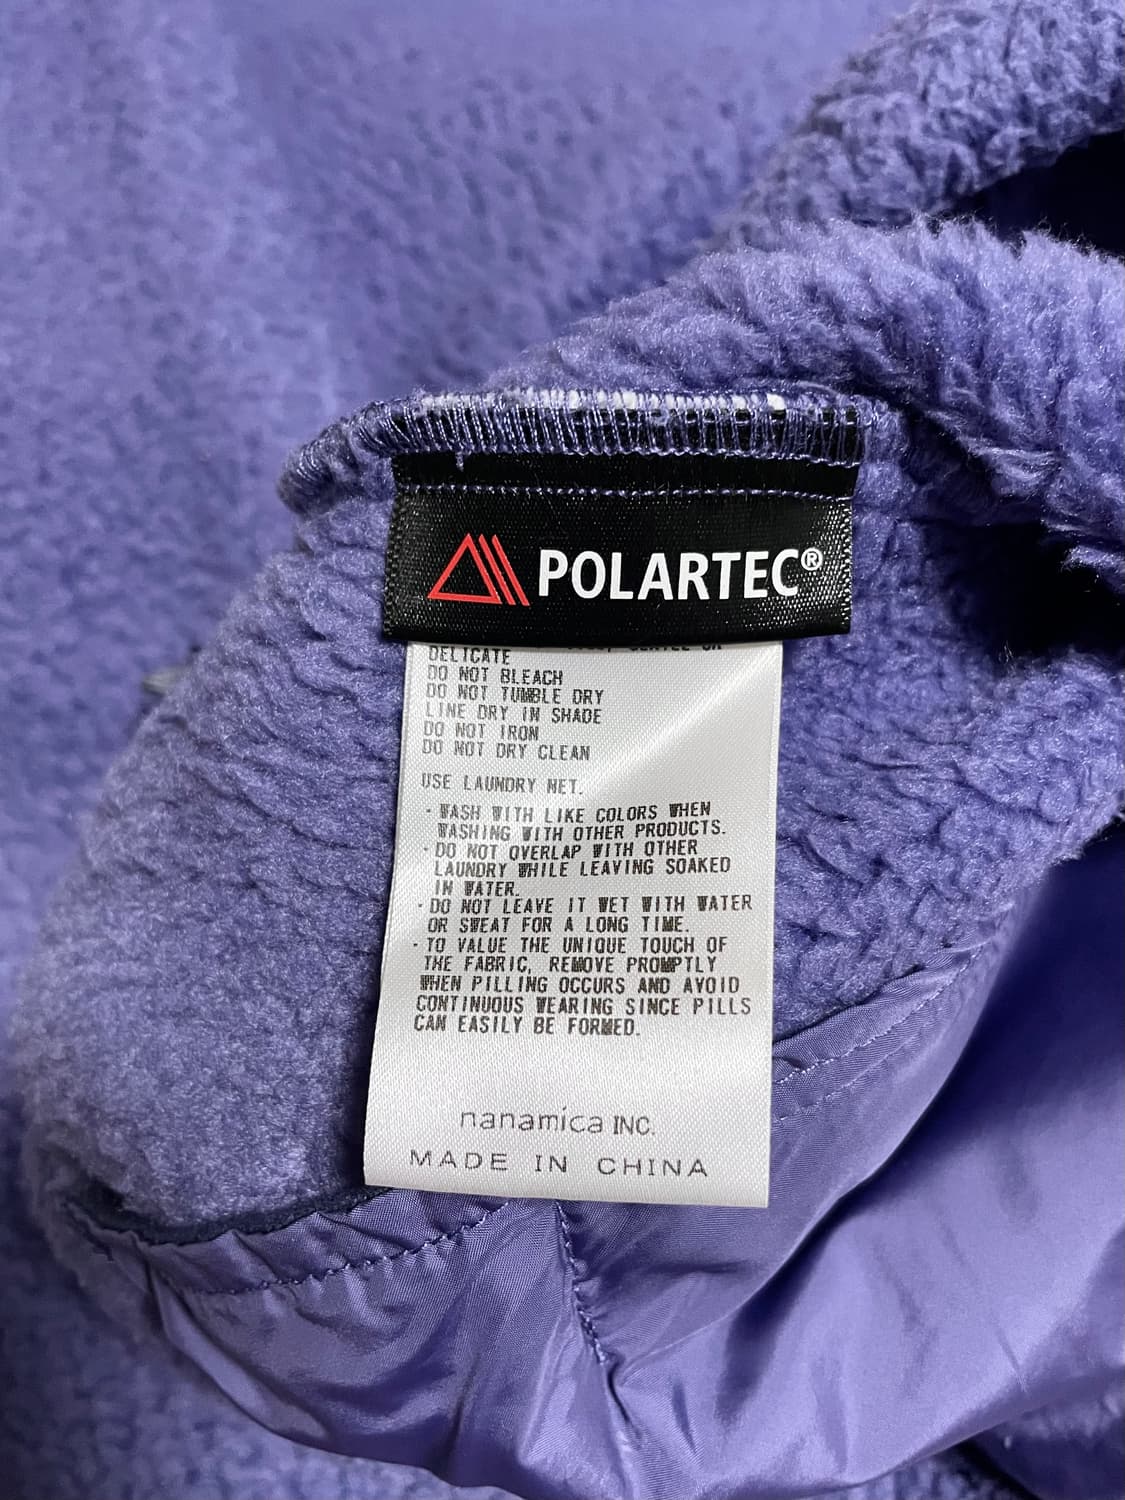 POLARTEC®
DELICATE
DO NOT BLEACH
DO NOT TUMBLE DRY
LINE DRY IN SHADE
DO NOT IRON
DO NOT DRY CLEAN
USE LAUNDRY NET.
· WASH WITH LIKE COLORS WHEN
WASHING WITH OTHER PRODUCTS.
· DO NOT OVERLAP WITH OTHER
LAUNDRY WHILE LEAVING SOAKED
IN WATER.
· DO NOT LEAVE IT WET WITH WATER
OR SWEAT FOR A LONG TIME.
· TO VALUE THE UNIQUE TOUCH OF
THE FABRIC, REMOVE PROMPTLY
WHEN PILLING OCCURS AND AVOID
CONTINUOUS WEARING SINCE PILLS
CAN EASILY BE FORMED.
nanamica INC.
MADE IN CHINA